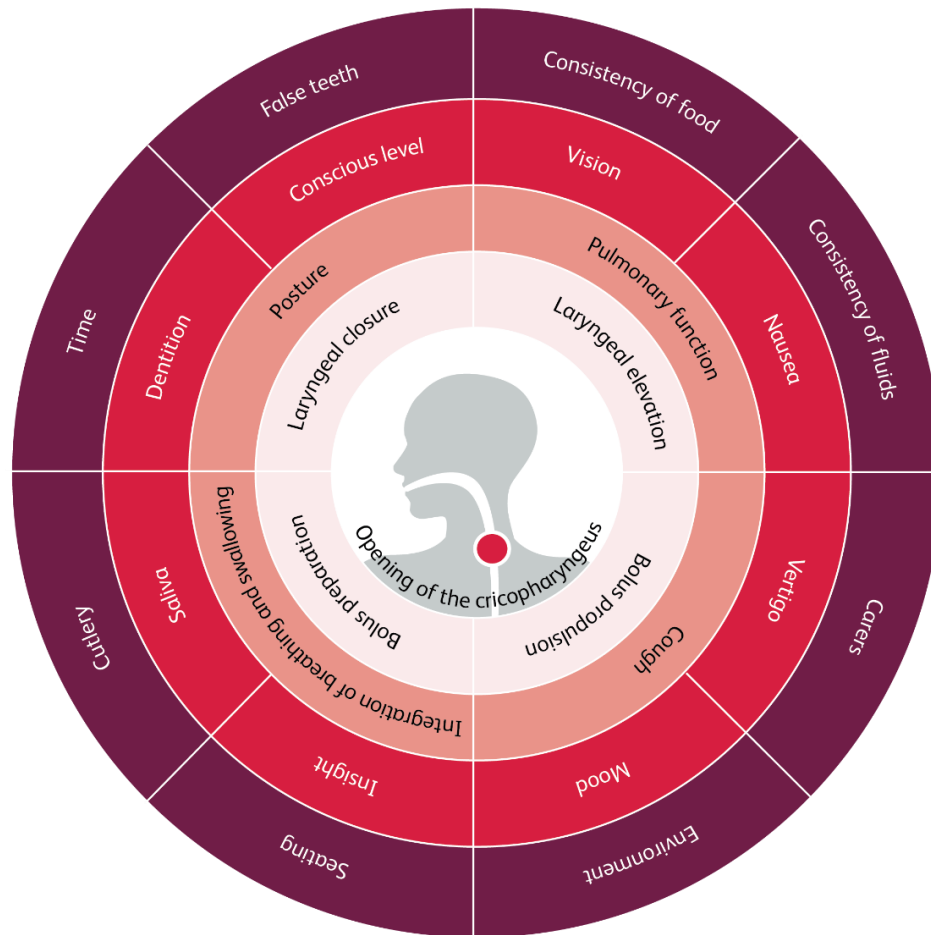 False teeth
Consistency of food
Consistency of fluids
Carers
Environment
Seating
Cutlery
Time
Conscious level
Vision
Nausea
Vertigo
Mood
Insight
Saliva
Dentition
Posture
Pulmonary function
Cough
Integration of breathing and swallowing
Laryngeal closure
Laryngeal elevation
Bolus propulsion
Bolus preparation
Opening of the cricopharyngeus